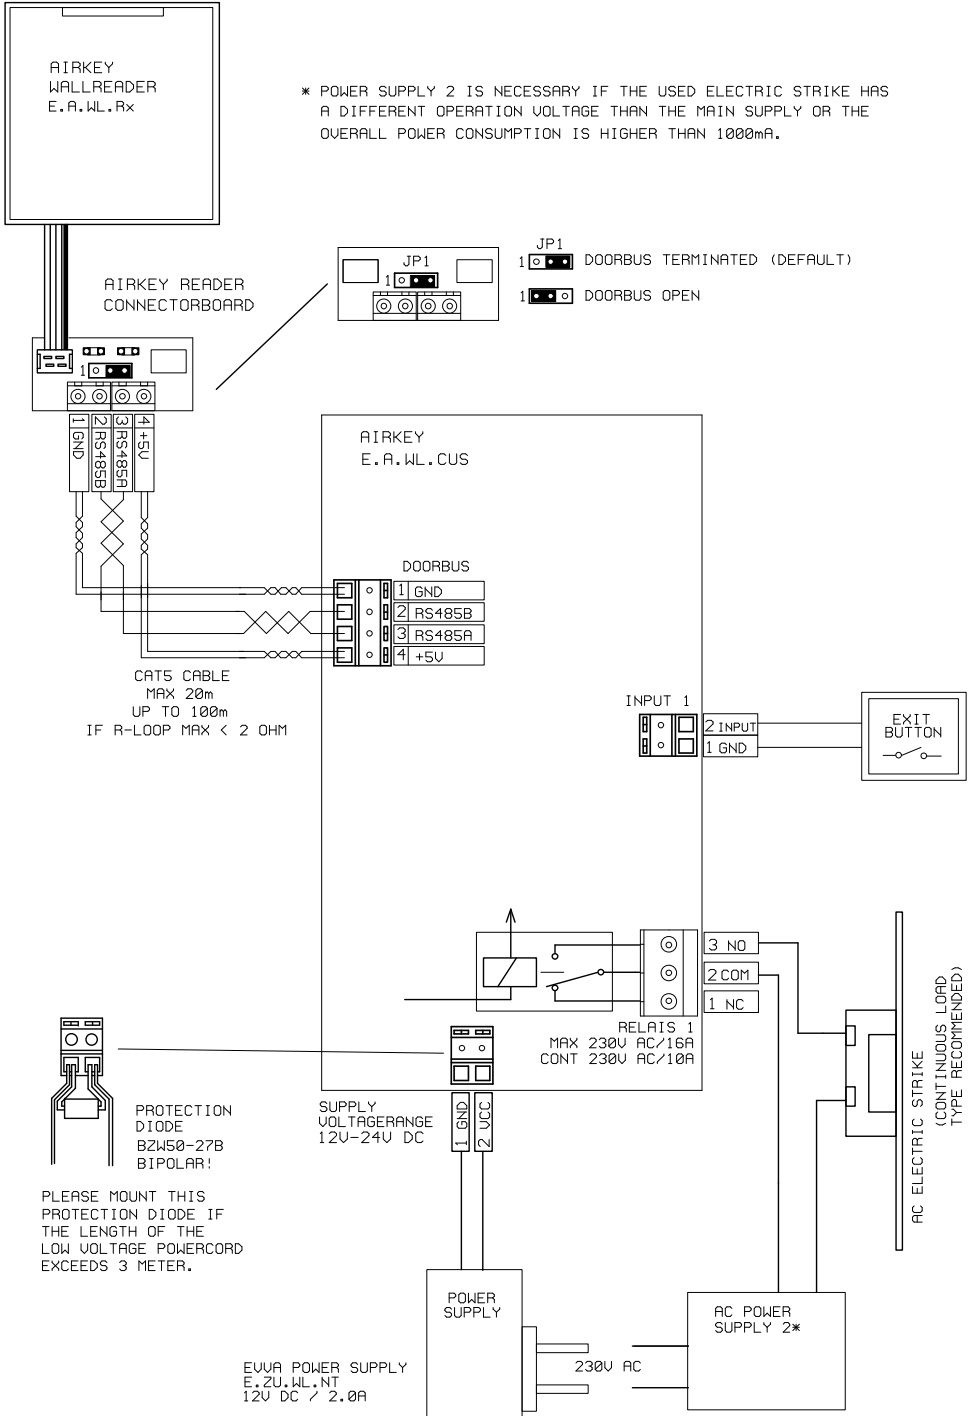 AIRKEY
WALLREADER
E.A.WL.Rx
* POWER SUPPLY 2 IS NECESSARY IF THE USED ELECTRIC STRIKE HAS
A DIFFERENT OPERATION VOLTAGE THAN THE MAIN SUPPLY OR THE
OVERALL POWER CONSUMPTION IS HIGHER THAN 1000mA.
AIRKEY READER
CONNECTORBOARD
JP1
1
JP1
1
DOORBUS TERMINATED (DEFAULT)
1
DOORBUS OPEN
1
1 GND
2 RS485B
3 RS485A
4 +5V
AIRKEY
E.A.WL.CUS
DOORBUS
1 GND
2 RS485B
3 RS485A
4 +5V
CAT5 CABLE
MAX 20m
UP TO 100m
IF R-LOOP MAX < 2 OHM
INPUT 1
2 INPUT
1 GND
EXIT
BUTTON
3 NO
2 COM
1 NC
RELAIS 1
MAX 230V AC/16A
CONT 230V AC/10A
AC ELECTRIC STRIKE
(CONTINUOUS LOAD
TYPE RECOMMENDED)
PROTECTION
DIODE
BZW50-27B
BIPOLAR!
PLEASE MOUNT THIS
PROTECTION DIODE IF
THE LENGTH OF THE
LOW VOLTAGE POWERCORD
EXCEEDS 3 METER.
SUPPLY
VOLTAGERANGE
12V-24V DC
1 GND
2 VCC
POWER
SUPPLY
EVVA POWER SUPPLY
E.ZU.WL.NT
12V DC / 2.0A
230V AC
AC POWER
SUPPLY 2*